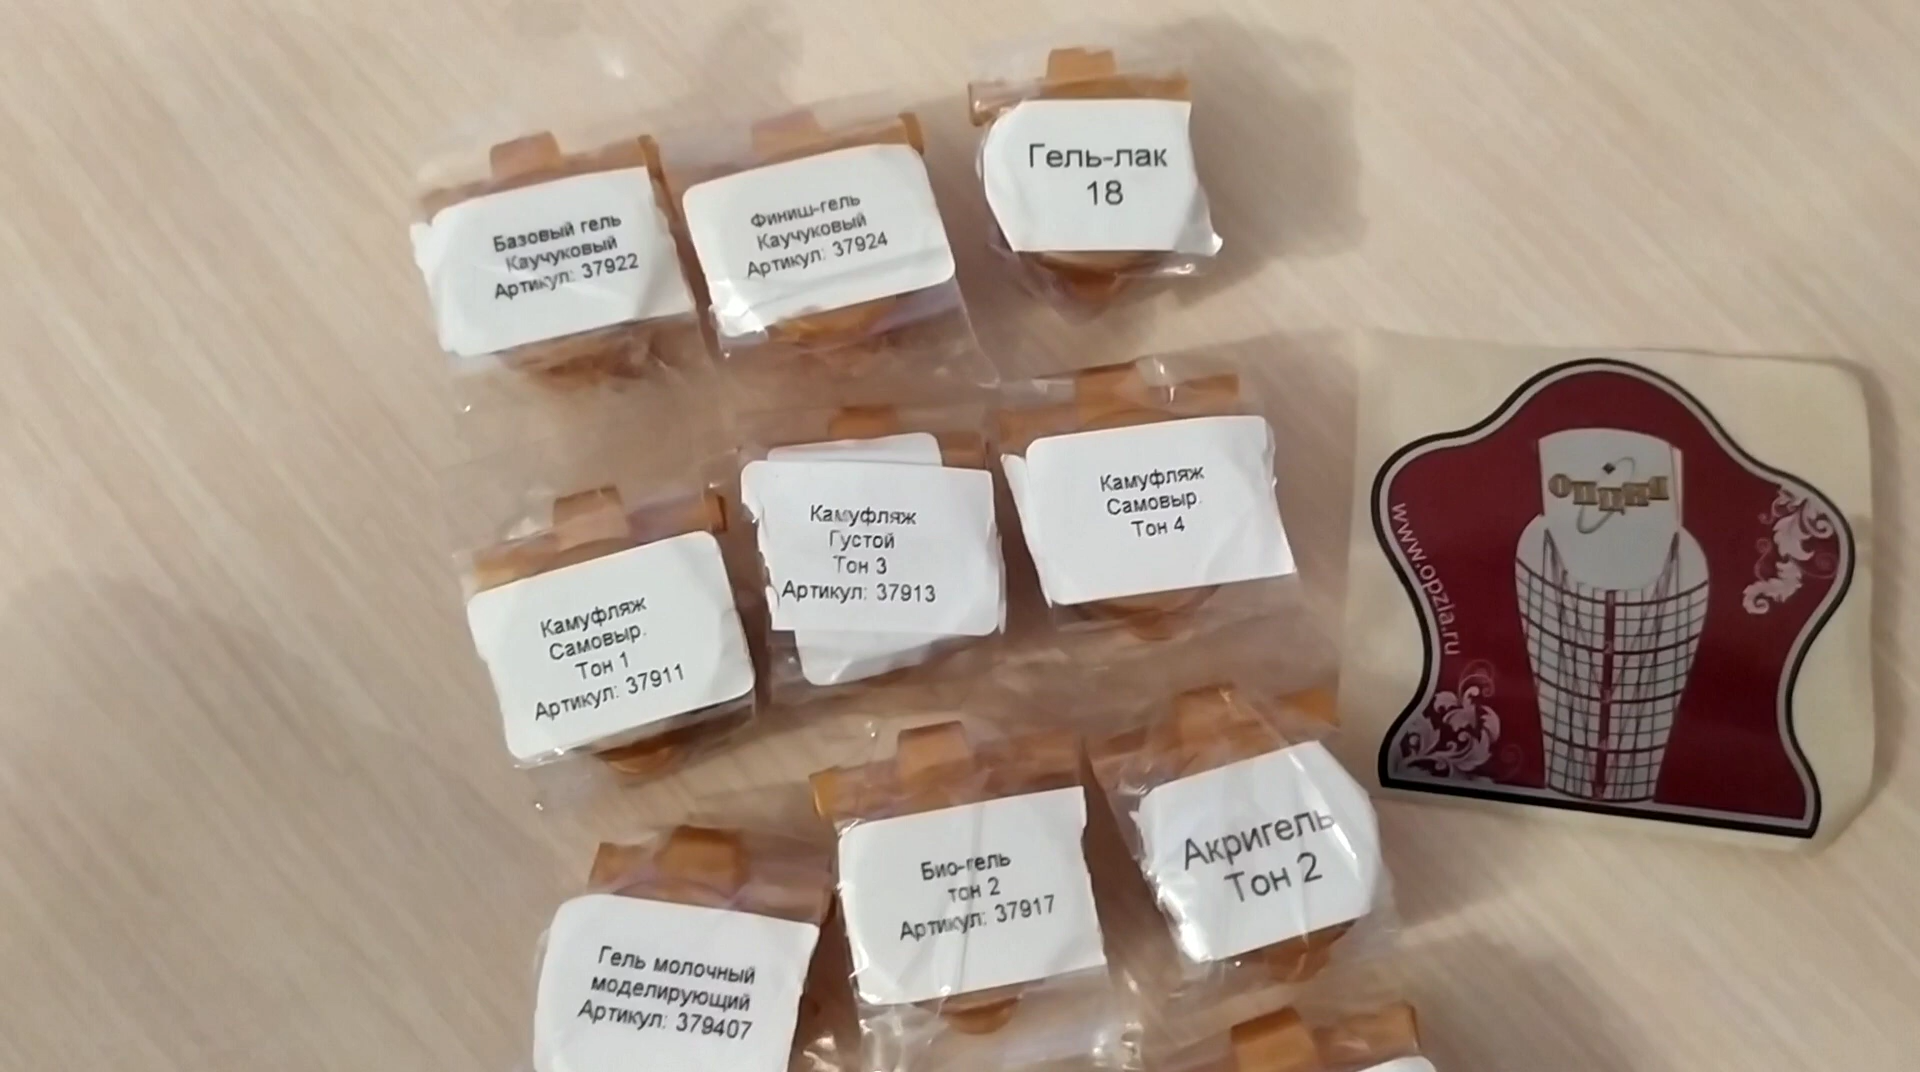 Базовый гель
Каучуковый
Артикул: 37922
Финиш-гель
Каучуковый
Артикул: 37924
Гель-лак
18
Камуфляж
Самовыр.
Тон 1
Артикул: 37911
Камуфляж
Густой
Тон 3
Артикул: 37913
Камуфляж
Самовыр.
Тон 4
опция
www.opzia.ru
Гель молочный
моделирующий
Артикул: 379407
Био-гель
тон 2
Артикул: 37917
Акригель
Тон 2